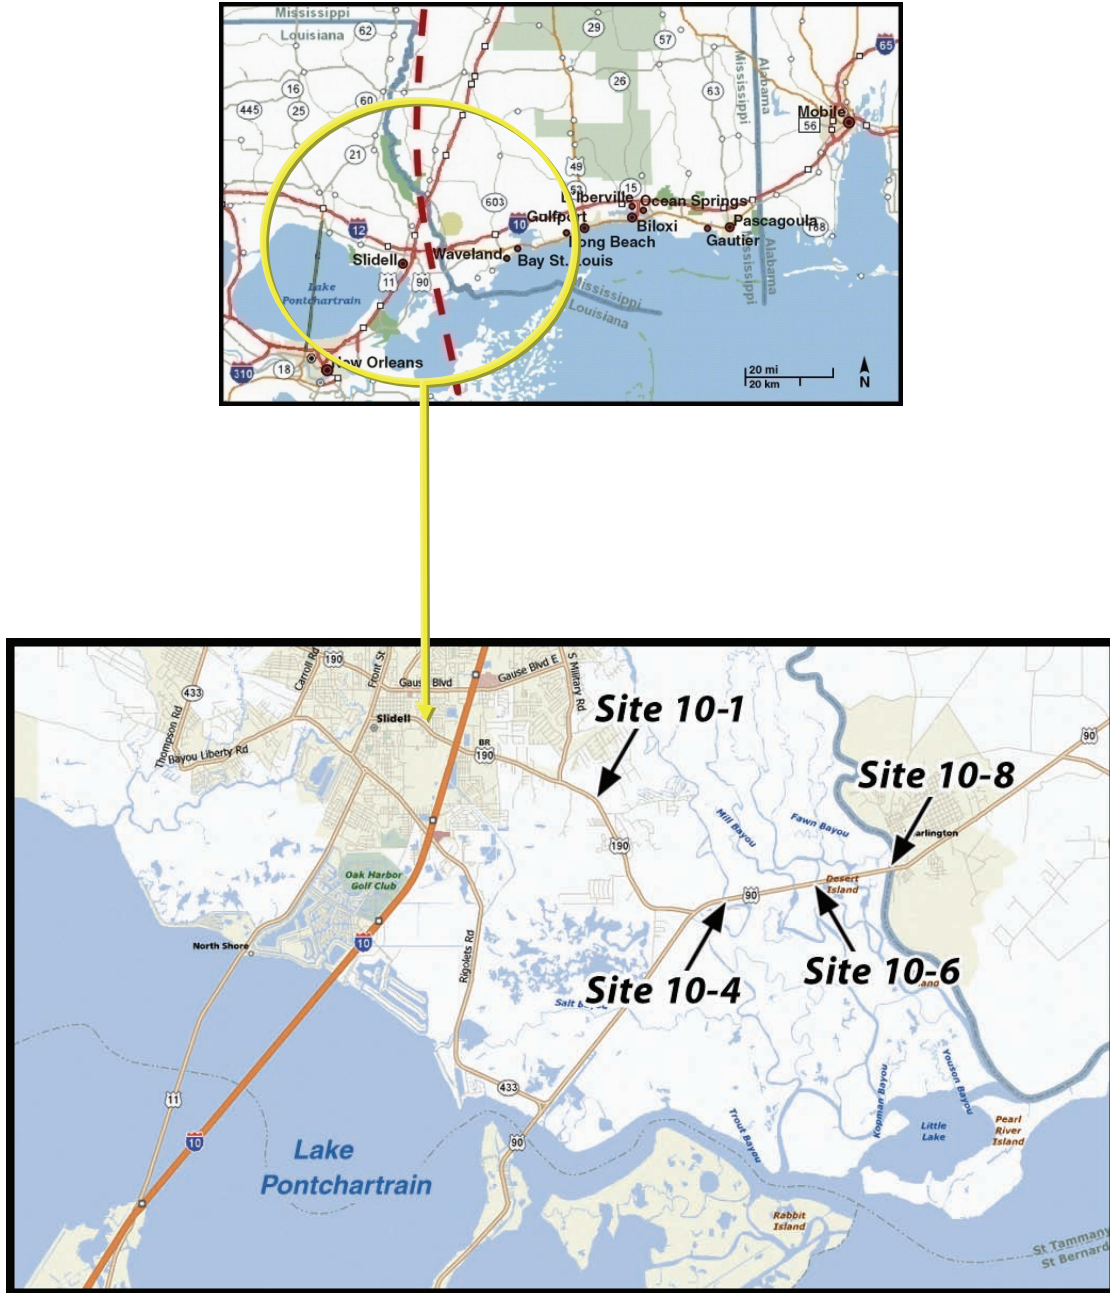 Mississippi
Louisiana
62
29
57
65
16
445
25
60
26
63
Mississippi
Alabama
Mobile
56
21
49
53
15
603
D'Iberville
Ocean Springs
Gulfport
10
12
Biloxi
Pascagoula
188
Long Beach
Gautier
Slidell
Waveland
Bay St. Louis
11
90
Lake
Pontchartrain
Mississippi
Louisiana
Mississippi
Alabama
New Orleans
310
18
20 mi
20 km
N
190
Carroll Rd
Front St
Gause Blvd
Gause Blvd E
S Military Rd
433
Thompson Rd
Slidell
Bayou Liberty Rd
BR
190
Site 10-1
90
Site 10-8
Mill Bayou
Fawn Bayou
arlington
190
Oak Harbor
Golf Club
Desert
Island
90
North Shore
10
Rigolets Rd
Site 10-4
Site 10-6
land
Salt Bayou
433
11
10
90
Lake
Pontchartrain
Trout Bayou
Kopman Bayou
Youson Bayou
Little
Lake
Pearl
River
Island
Rabbit
Island
St Tammany
St Bernard